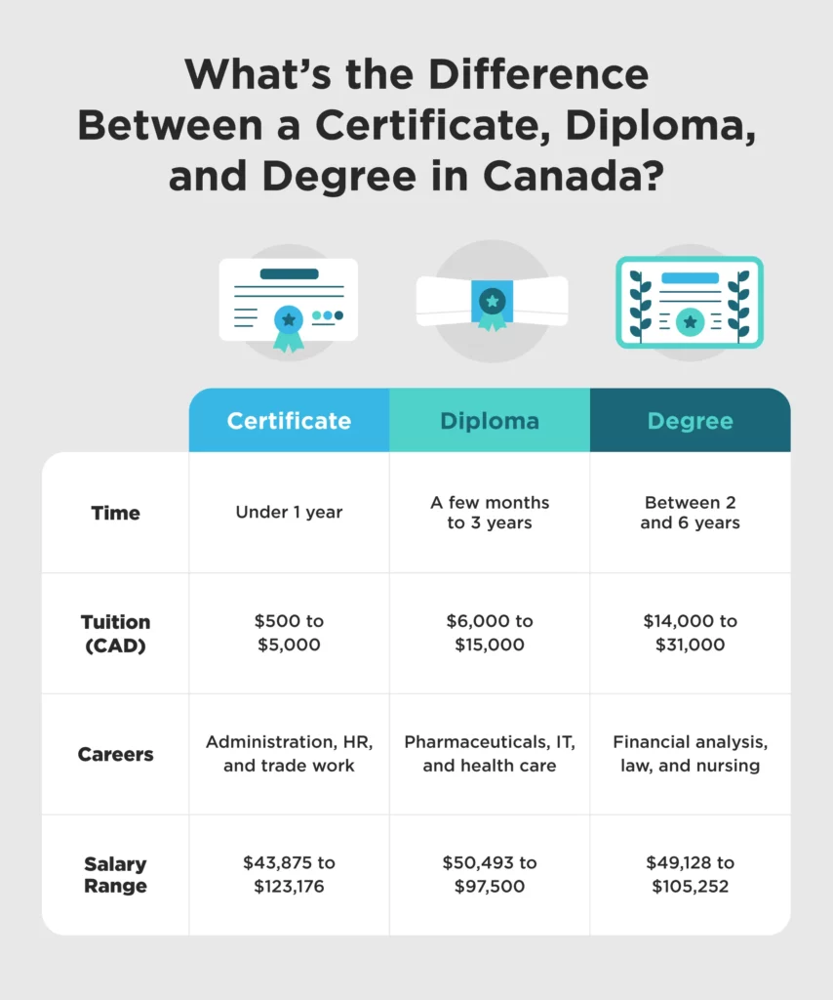 What’s the Difference
Between a Certificate, Diploma,
and Degree in Canada?
Certificate
Diploma
Degree
Time
Under 1 year
A few months
to 3 years
Between 2
and 6 years
Tuition
(CAD)
$500 to
$5,000
$6,000 to
$15,000
$14,000 to
$31,000
Careers
Administration, HR,
and trade work
Pharmaceuticals, IT,
and health care
Financial analysis,
law, and nursing
Salary
Range
$43,875 to
$123,176
$50,493 to
$97,500
$49,128 to
$105,252